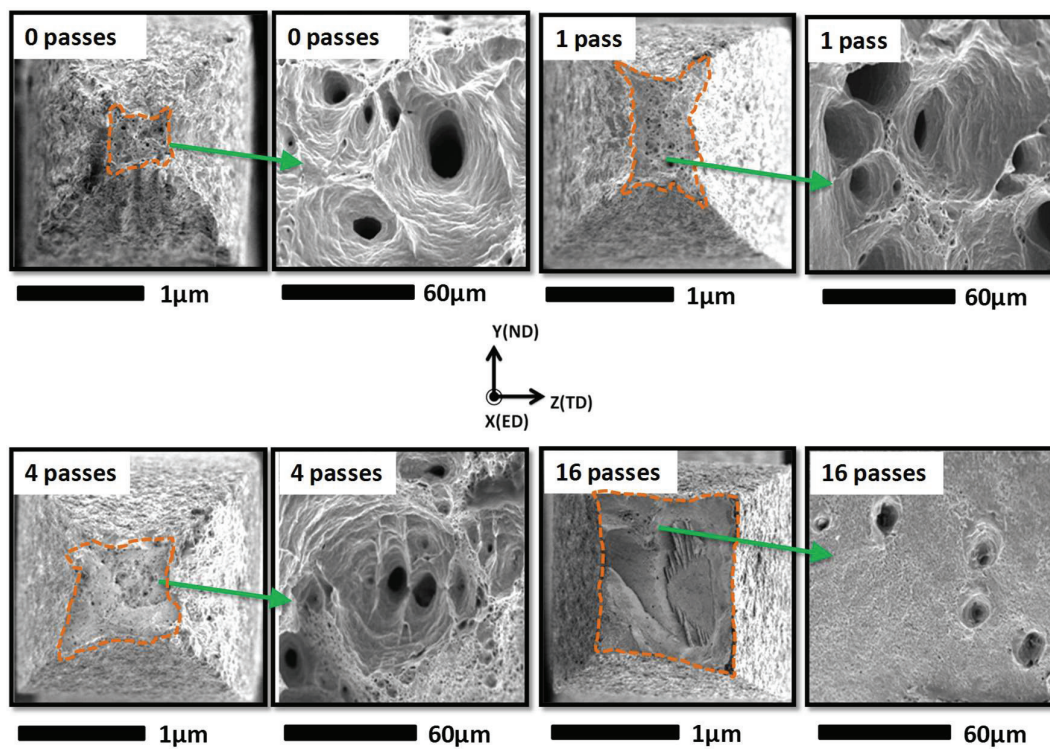 0 passes
0 passes
1 pass
1 pass
1μm
60μm
1μm
60μm
Y(ND)
Z(TD)
X(ED)
4 passes
4 passes
16 passes
16 passes
1μm
60μm
1μm
60μm